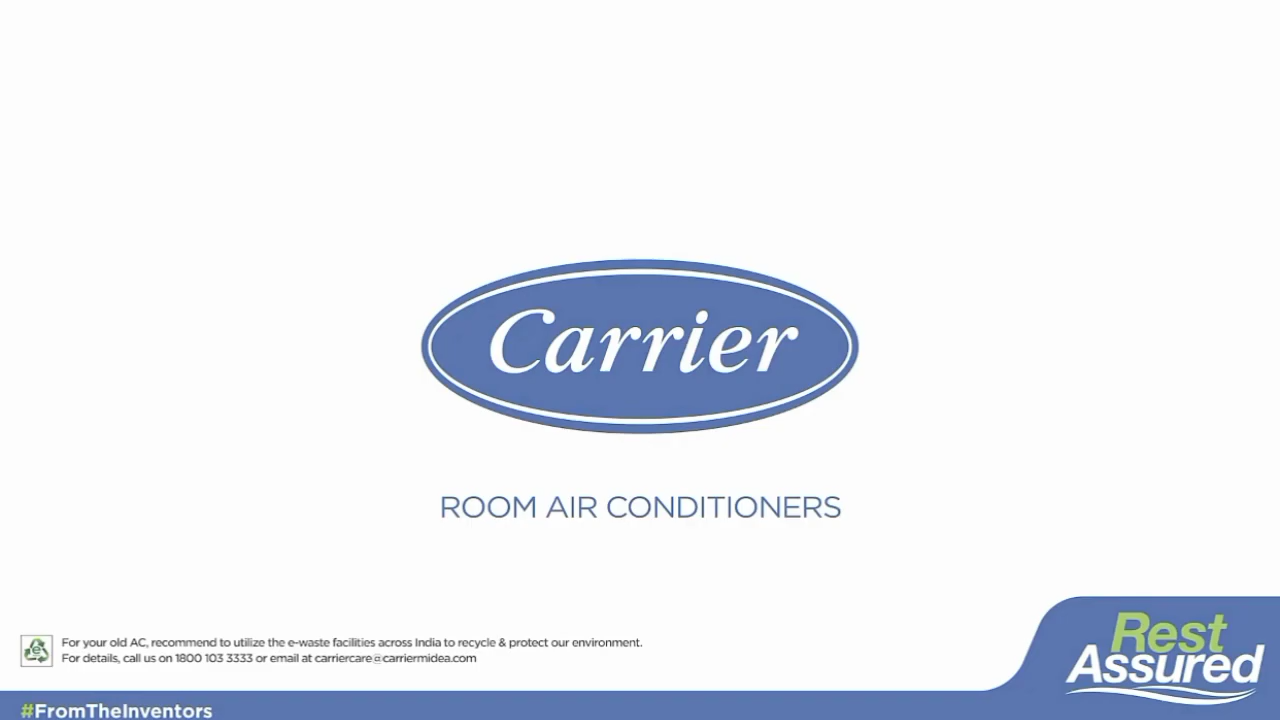 Carrier
ROOM AIR CONDITIONERS
For your old AC, recommend to utilize the e-waste facilities across India to recycle & protect our environment.
For details, call us on 1800 103 3333 or email at carriercare@carriermidea.com
Rest
Assured
#FromTheInventors